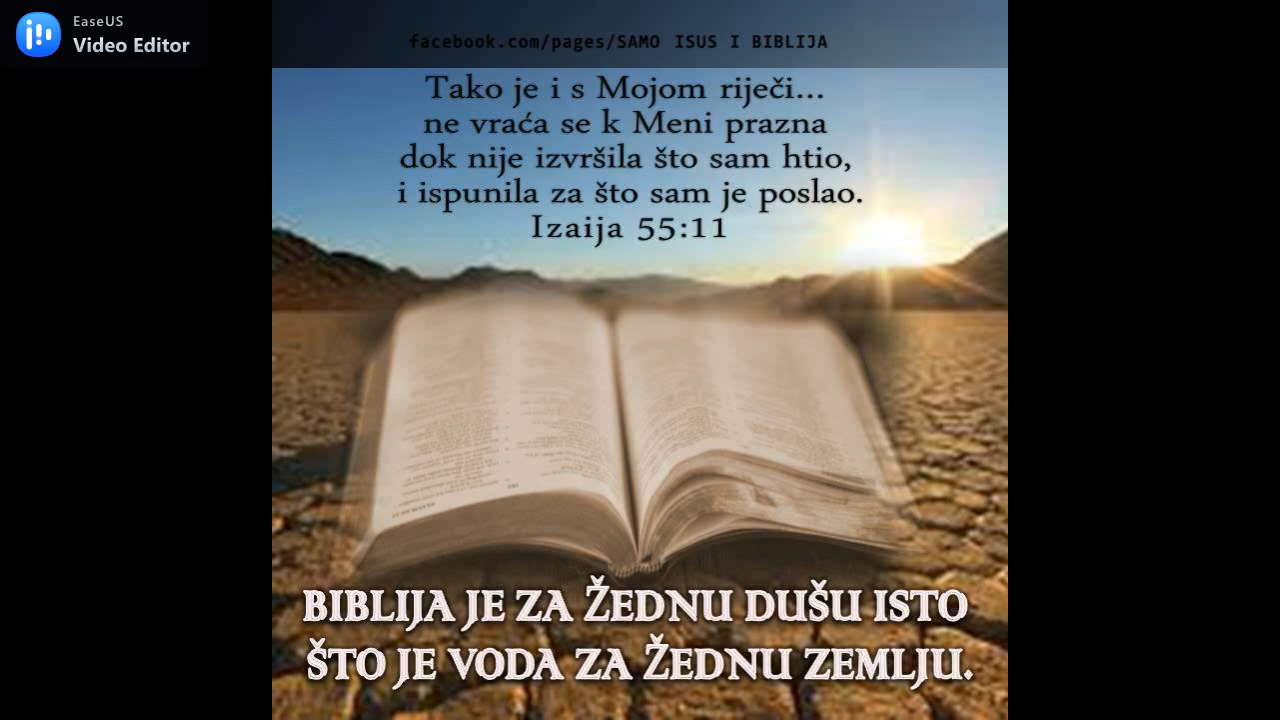 EaseUS
Video Editor
facebook.com/pages/SAMO ISUS I BIBLIJA
Tako je i s Mojom riječi...
ne vraća se k Meni prazna
dok nije izvršila što sam htio,
i ispunila za što sam je poslao.
Izaija 55:11
BIBLIJA JE ZA ŽEDNU DUŠU ISTO
ŠTO JE VODA ZA ŽEDNU ZEMLJU.